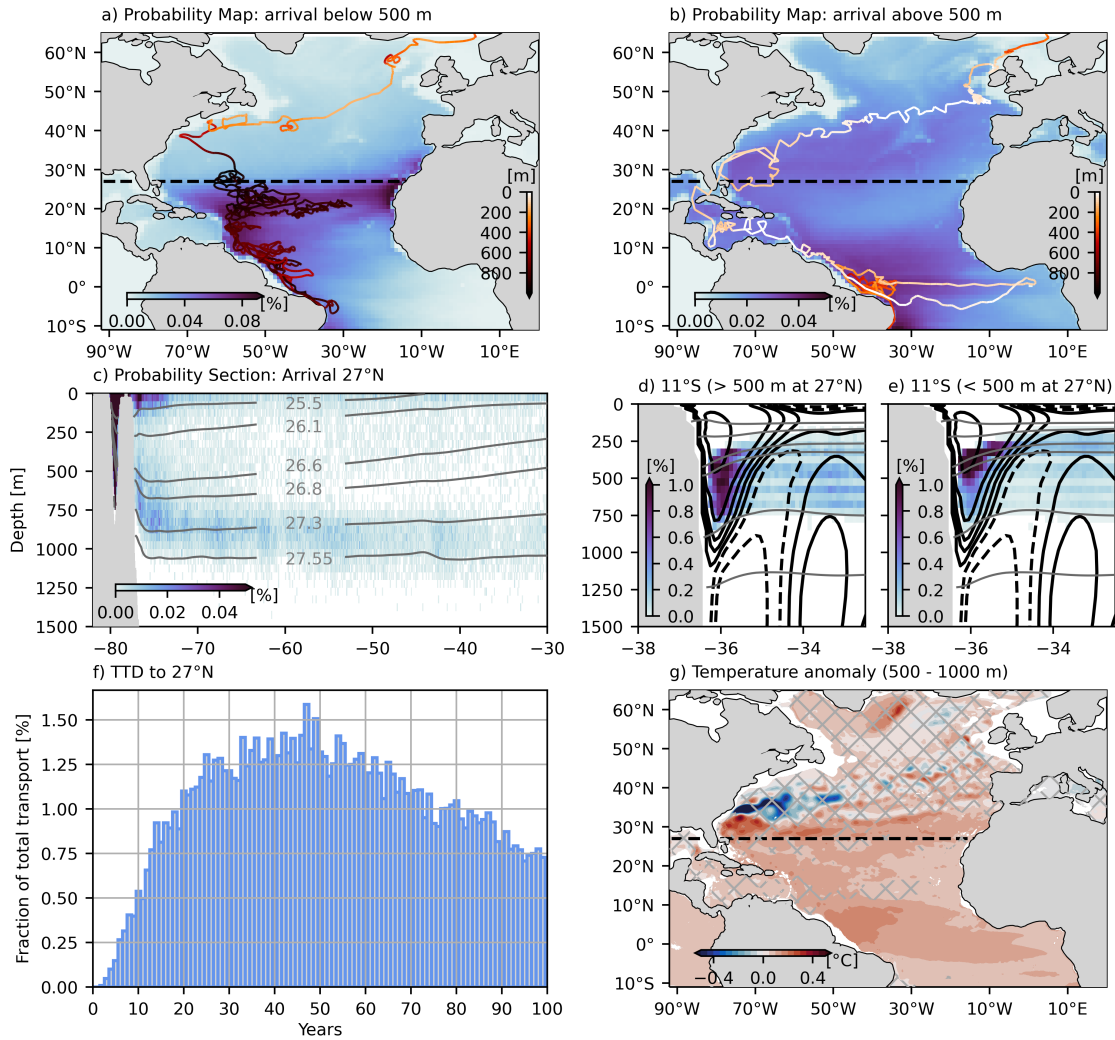 a) Probability Map: arrival below 500 m
b) Probability Map: arrival above 500 m
60°N
50°N
40°N
30°N
20°N
10°N
0°
10°S
90°W 70°W 50°W 30°W 10°W 10°E
[m]
0
200
400
600
800
0.00 0.04 0.08 [%]
60°N
50°N
40°N
30°N
20°N
10°N
0°
10°S
90°W 70°W 50°W 30°W 10°W 10°E
[m]
0
200
400
600
800
0.00 0.02 0.04 [%]
c) Probability Section: Arrival 27°N
Depth [m]
0
250
500
750
1000
1250
1500
−80 −70 −60 −50 −40 −30
25.5
26.1
26.6
26.8
27.3
27.55
0.00 0.02 0.04 [%]
d) 11°S (> 500 m at 27°N)
0
250
500
750
1000
1250
1500
−38 −36 −34
[%]
1.0
0.8
0.6
0.4
0.2
0.0
e) 11°S (< 500 m at 27°N)
0
250
500
750
1000
1250
1500
−38 −36 −34
[%]
1.0
0.8
0.6
0.4
0.2
0.0
f) TTD to 27°N
Fraction of total transport [%]
1.50
1.25
1.00
0.75
0.50
0.25
0.00
0 10 20 30 40 50 60 70 80 90 100
Years
g) Temperature anomaly (500 - 1000 m)
60°N
50°N
40°N
30°N
20°N
10°N
0°
10°S
90°W 70°W 50°W 30°W 10°W 10°E
−0.4 0.0 0.4 [°C]